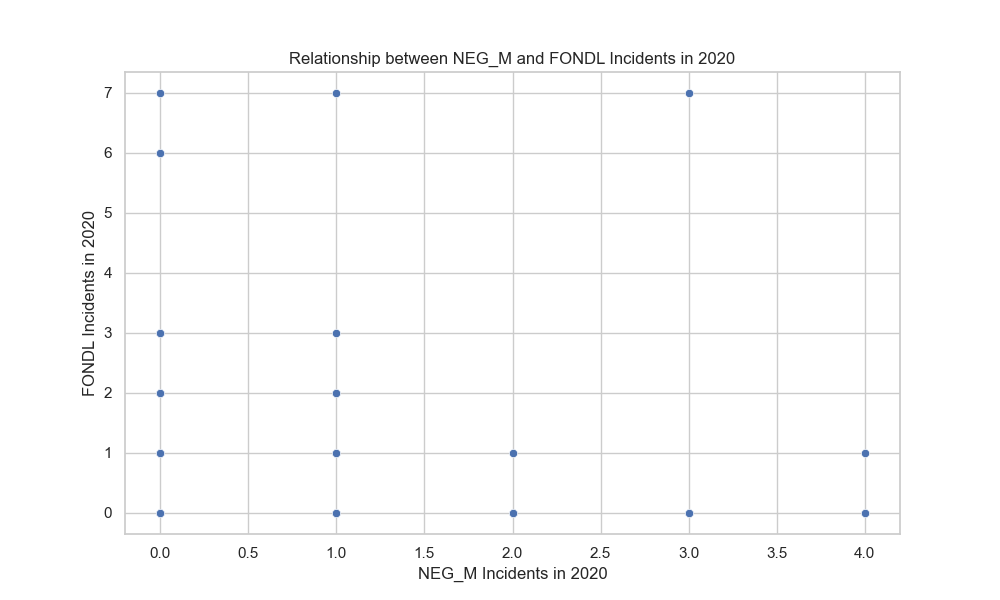 Relationship between NEG_M and FONDL Incidents in 2020
FONDL Incidents in 2020
7
6
5
4
3
2
1
0
0.0 0.5 1.0 1.5 2.0 2.5 3.0 3.5 4.0
NEG_M Incidents in 2020